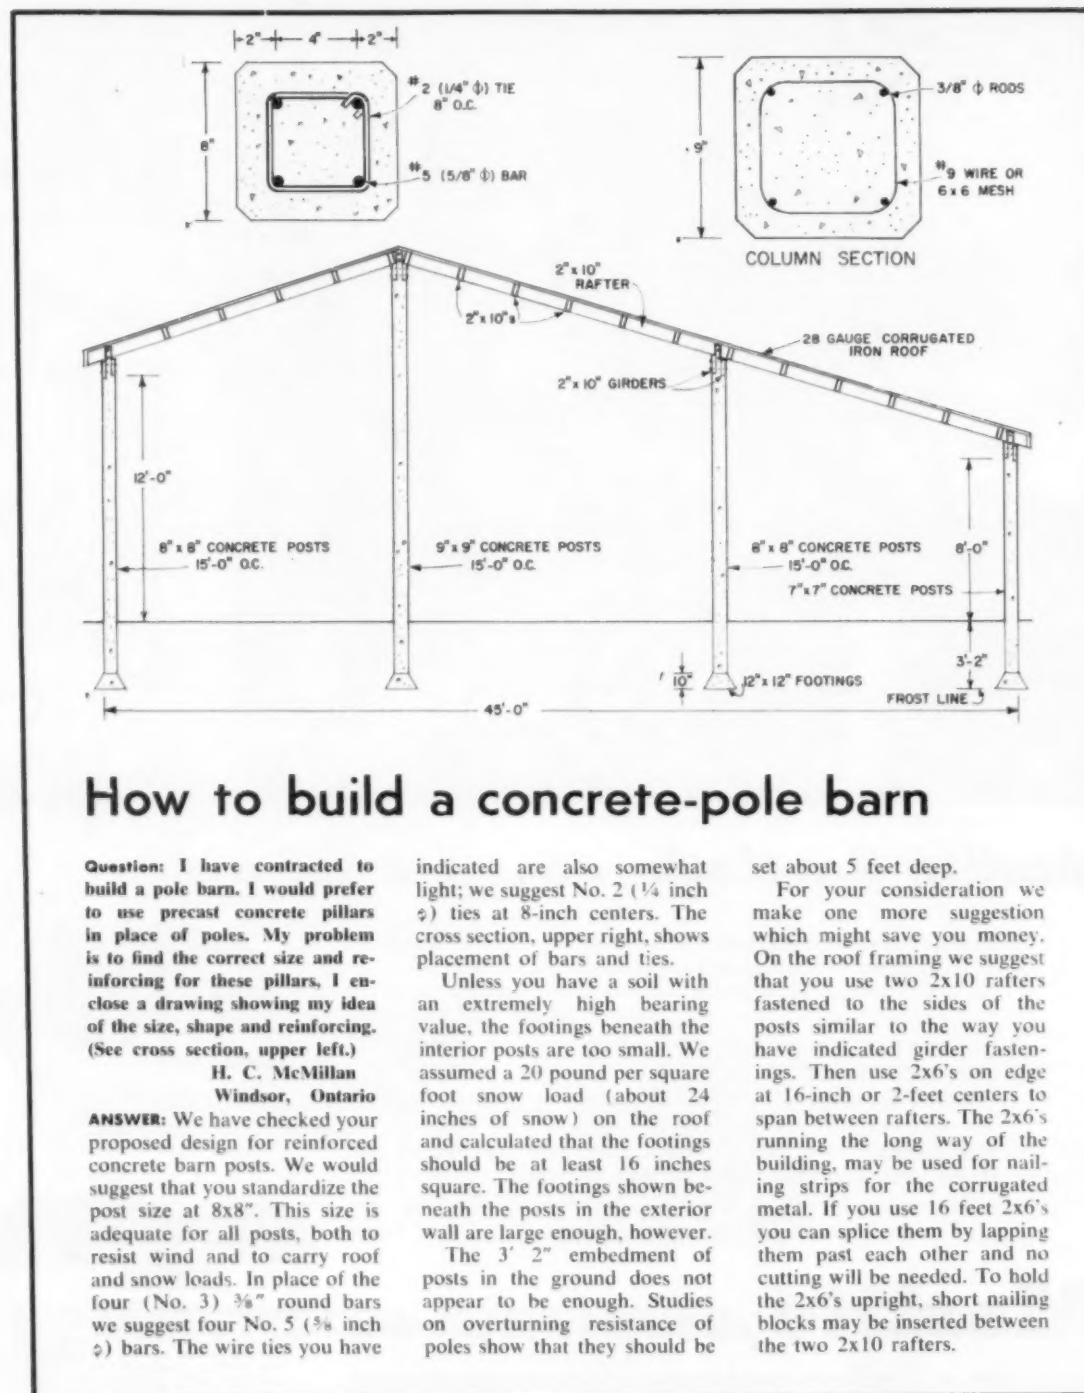 2" 4" 2"
8"
#2 (1/4" ϕ) TIE
8" O.C.
#5 (5/8" ϕ) BAR
9"
3/8" ϕ RODS
#9 WIRE OR
6x6 MESH
COLUMN SECTION
2"x10"
RAFTER
2"x10"s
28 GAUGE CORRUGATED
IRON ROOF
2"x10" GIRDERS
12'-0"
8"x8" CONCRETE POSTS
15'-0" O.C.
9"x9" CONCRETE POSTS
15'-0" O.C.
8"x8" CONCRETE POSTS
15'-0" O.C.
8'-0"
7"x7" CONCRETE POSTS
3'-2"
10"
12"x12" FOOTINGS
FROST LINE
45'-0"
How to build a concrete-pole barn
Question: I have contracted to
build a pole barn. I would prefer
to use precast concrete pillars
in place of poles. My problem
is to find the correct size and re-
inforcing for these pillars, I en-
close a drawing showing my idea
of the size, shape and reinforcing.
(See cross section, upper left.)
H. C. McMillan
Windsor, Ontario
ANSWER: We have checked your
proposed design for reinforced
concrete barn posts. We would
suggest that you standardize the
post size at 8x8". This size is
adequate for all posts, both to
resist wind and to carry roof
and snow loads. In place of the
four (No. 3) ⅜" round bars
we suggest four No. 5 (⅝ inch
ϕ) bars. The wire ties you have
indicated are also somewhat
light; we suggest No. 2 (¼ inch
ϕ) ties at 8-inch centers. The
cross section, upper right, shows
placement of bars and ties.
Unless you have a soil with
an extremely high bearing
value, the footings beneath the
interior posts are too small. We
assumed a 20 pound per square
foot snow load (about 24
inches of snow) on the roof
and calculated that the footings
should be at least 16 inches
square. The footings shown be-
neath the posts in the exterior
wall are large enough, however.
The 3' 2" embedment of
posts in the ground does not
appear to be enough. Studies
on overturning resistance of
poles show that they should be
set about 5 feet deep.
For your consideration we
make one more suggestion
which might save you money.
On the roof framing we suggest
that you use two 2x10 rafters
fastened to the sides of the
posts similar to the way you
have indicated girder fasten-
ings. Then use 2x6's on edge
at 16-inch or 2-feet centers to
span between rafters. The 2x6's
running the long way of the
building, may be used for nail-
ing strips for the corrugated
metal. If you use 16 feet 2x6's
you can splice them by lapping
them past each other and no
cutting will be needed. To hold
the 2x6's upright, short nailing
blocks may be inserted between
the two 2x10 rafters.